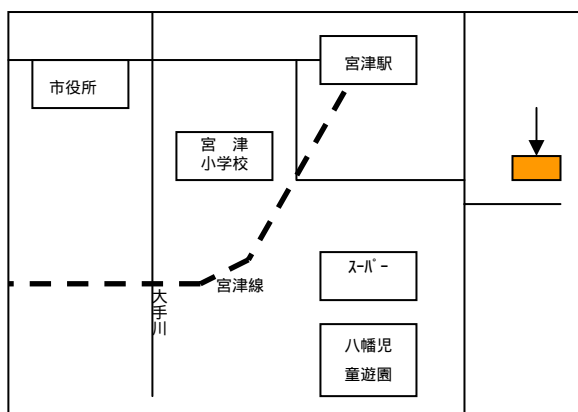 宮津駅
市役所
宮　津
小学校
ｽｰﾊﾟｰ
宮津線
大手川
八幡児
童遊園